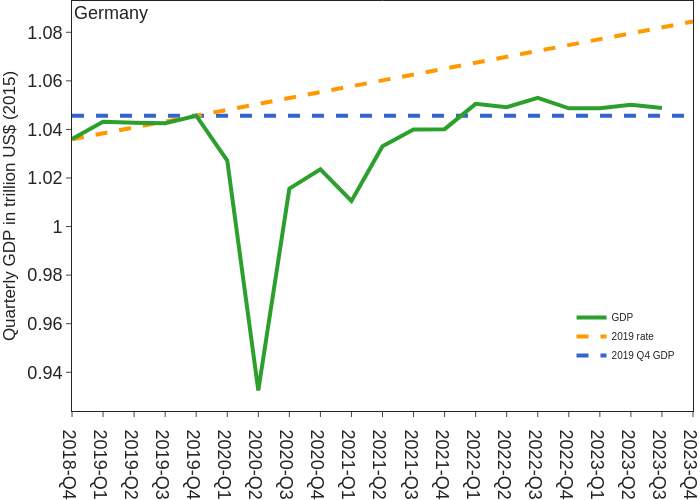 Germany
Quarterly GDP in trillion US$ (2015)
1.08
1.06
1.04
1.02
1
0.98
0.96
0.94
GDP
2019 rate
2019 Q4 GDP
2018-Q4
2019-Q1
2019-Q2
2019-Q3
2019-Q4
2020-Q1
2020-Q2
2020-Q3
2020-Q4
2021-Q1
2021-Q2
2021-Q3
2021-Q4
2022-Q1
2022-Q2
2022-Q3
2022-Q4
2023-Q1
2023-Q2
2023-Q3